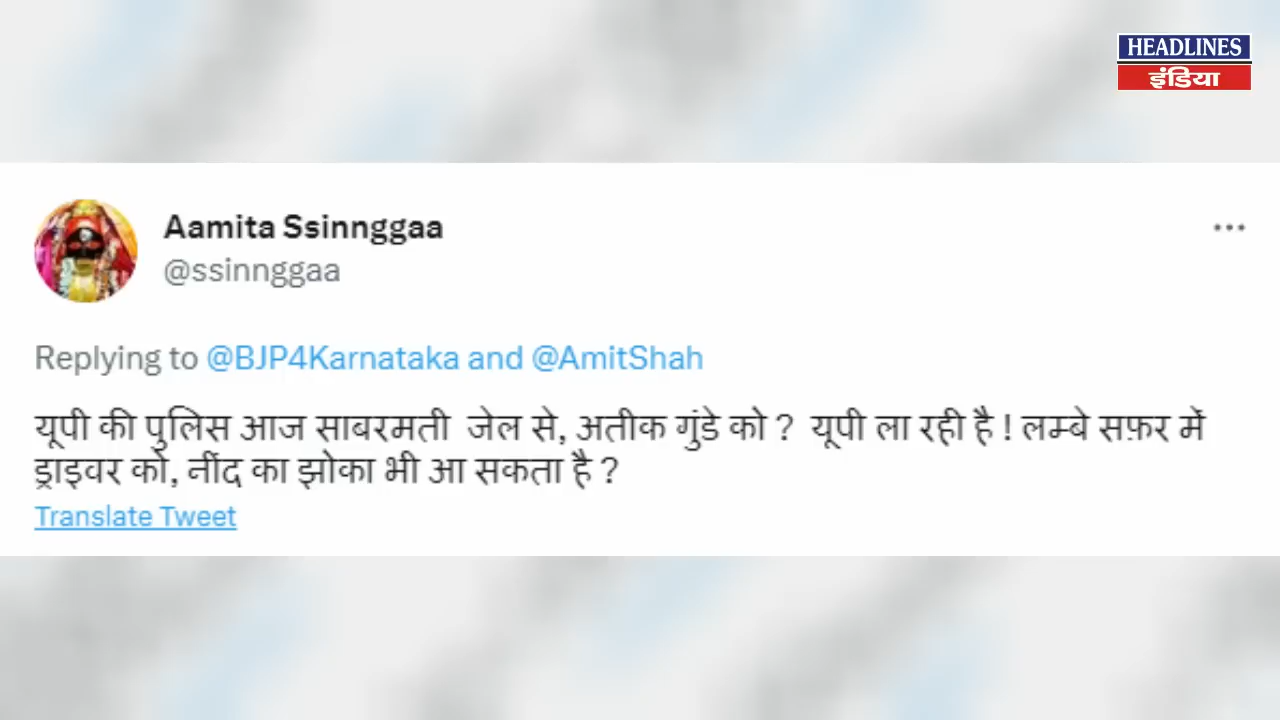 HEADLINES
इंडिया
Aamita Ssinnggaa
@ssinnggaa
Replying to @BJP4Karnataka and @AmitShah
यूपी की पुलिस आज साबरमती जेल से, अतीक गुंडे को ? यूपी ला रही है ! लम्बे सफ़र में
ड्राइवर को, नींद का झोका भी आ सकता है ?
Translate Tweet